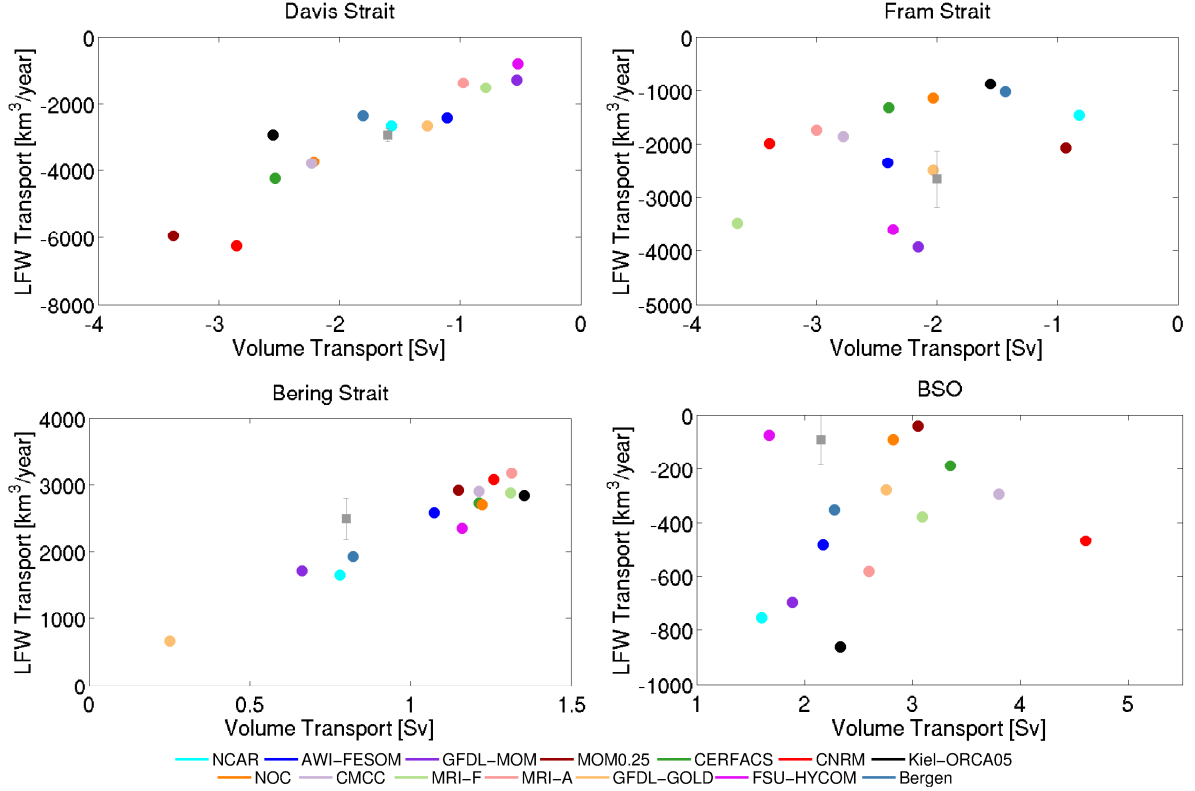 Davis Strait
LFW Transport [km³/year]
0
-2000
-4000
-6000
-8000
-4
-3
-2
-1
0
Volume Transport [Sv]
Fram Strait
LFW Transport [km³/year]
0
-1000
-2000
-3000
-4000
-5000
-4
-3
-2
-1
0
Volume Transport [Sv]
Bering Strait
LFW Transport [km³/year]
4000
3000
2000
1000
0
0
0.5
1
1.5
Volume Transport [Sv]
BSO
LFW Transport [km³/year]
0
-200
-400
-600
-800
-1000
1
2
3
4
5
Volume Transport [Sv]
NCAR AWI-FESOM GFDL-MOM MOM0.25 CERFACS CNRM Kiel-ORCA05
NOC CMCC MRI-F MRI-A GFDL-GOLD FSU-HYCOM Bergen